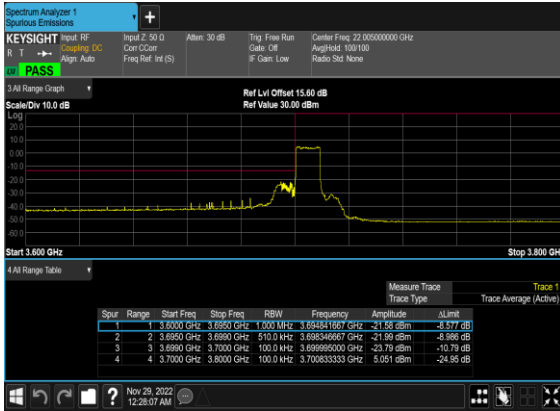 Spectrum Analyzer 1
Spurious Emissions
+
KEYSIGHT Input: RF Input Z: 50 Ω Atten: 30 dB Trig: Free Run Center Freq: 22.005000000 GHz
R T Coupling: DC Corr CCorr Gate: Off Avg|Hold: 100/100
Align: Auto Freq Ref: Int (S) IF Gain: Low Radio Std: None
PASS
3 All Range Graph Ref Lvl Offset 15.60 dB
Scale/Div 10.0 dB Ref Value 30.00 dBm
Log
20.0
10.0
0.00
-10.0
-20.0
-30.0
-40.0
-50.0
-60.0
Start 3.600 GHz Stop 3.800 GH
4 All Range Table
Measure Trace Trace 1
Trace Type Trace Average (Active)
Spur Range Start Freq Stop Freq RBW Frequency Amplitude ΔLimit
1 1 3.6000 GHz 3.6950 GHz 1.000 MHz 3.694841667 GHz -21.58 dBm -8.577 dB
2 2 3.6950 GHz 3.6990 GHz 510.0 kHz 3.698346667 GHz -21.99 dBm -8.986 dB
3 3 3.6990 GHz 3.7000 GHz 100.0 kHz 3.699995000 GHz -23.79 dBm -10.79 dB
4 4 3.7000 GHz 3.8000 GHz 100.0 kHz 3.700833333 GHz 5.051 dBm -24.95 dB
? Nov 29, 2022
12:28:07 AM